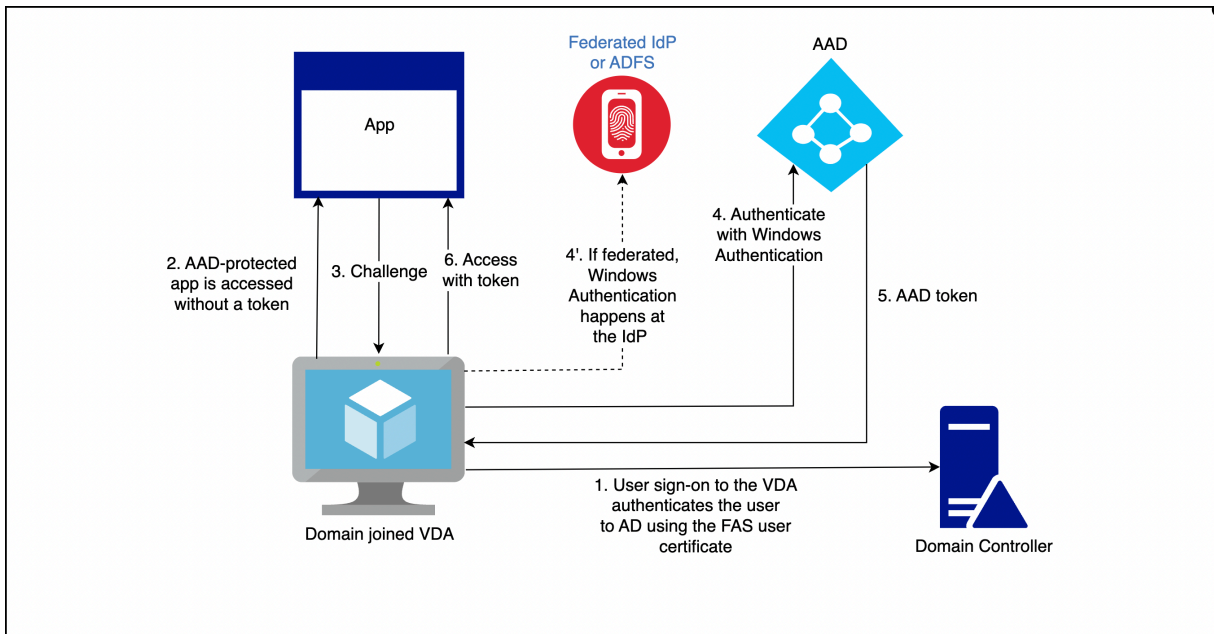 Federated IdP
or ADFS
AAD
App
2. AAD-protected
app is accessed
without a token
3. Challenge
6. Access
with token
4'. If federated,
Windows
Authentication
happens at
the IdP
4. Authenticate
with Windows
Authentication
5. AAD token
1. User sign-on to the VDA
authenticates the user
to AD using the FAS user
certificate
Domain joined VDA
Domain Controller